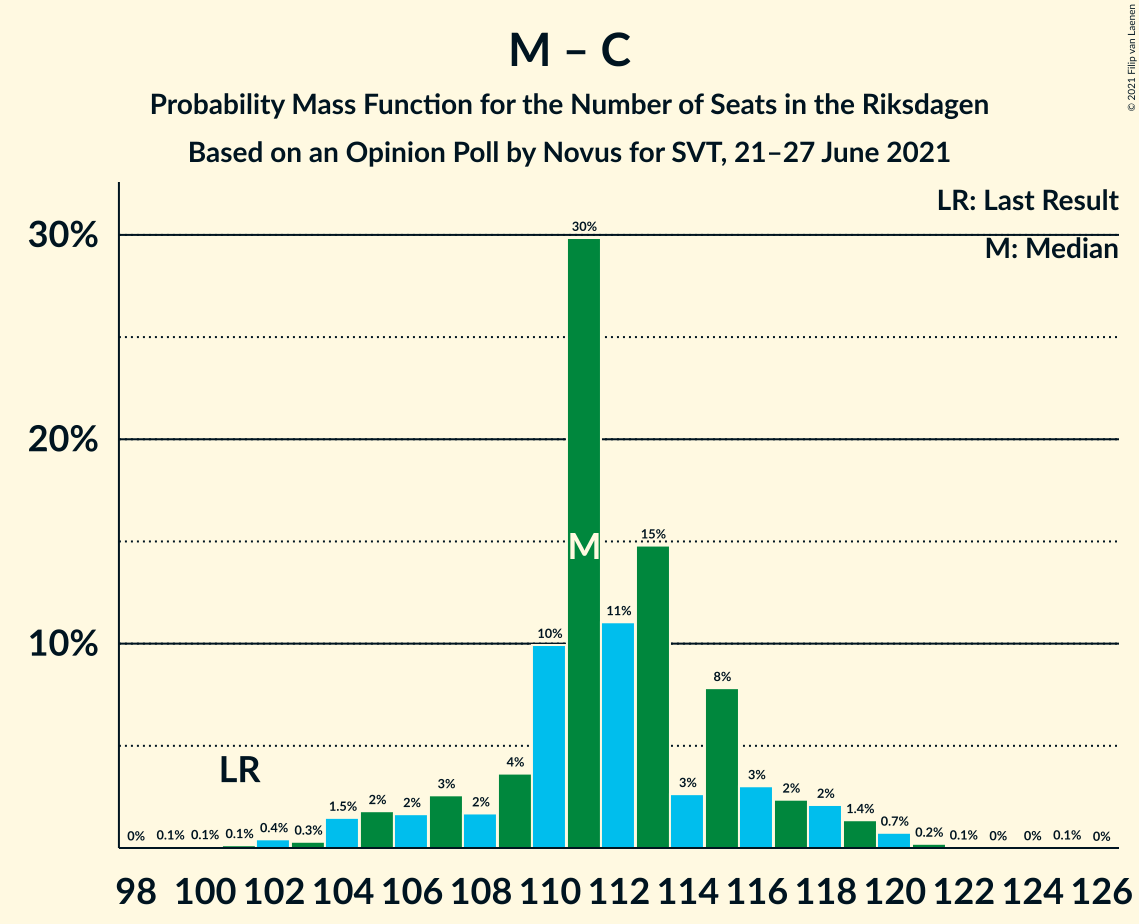 M – C
Probability Mass Function for the Number of Seats in the Riksdagen
Based on an Opinion Poll by Novus for SVT, 21–27 June 2021
© 2021 Filip van Laenen
LR: Last Result
M: Median
30%
20%
10%
LR
M
0% 0.1% 0.1% 0.1% 0.4% 0.3% 1.5% 2% 2% 3% 2% 4% 10% 30% 11% 15% 3% 8% 3% 2% 2% 1.4% 0.7% 0.2% 0.1% 0% 0% 0.1% 0%
98 100 102 104 106 108 110 112 114 116 118 120 122 124 126